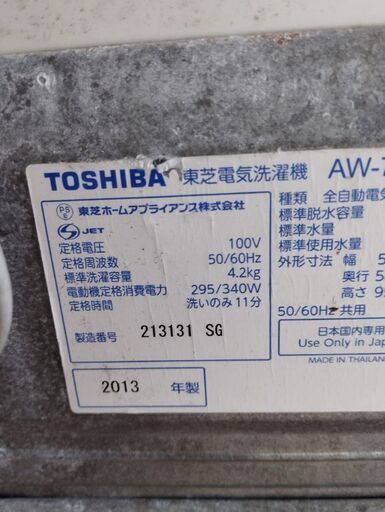 TOSHIBA 東芝電気洗濯機 AW-
PS
E
東芝ホームアプライアンス株式会社
S JET
定格電圧 100V
定格周波数 50/60Hz
標準洗濯容量 4.2kg
電動機定格消費電力 295/340W
定格時間 洗いのみ 11分
製造番号 213131 SG
2013 年製
種類 全自動電
標準脱水容量
標準水量
標準使用水量
外形寸法 幅 5
奥行 5
高さ 9
50/60Hz 共用
日本国内専用
Use Only in Jap
MADE IN THAILAN